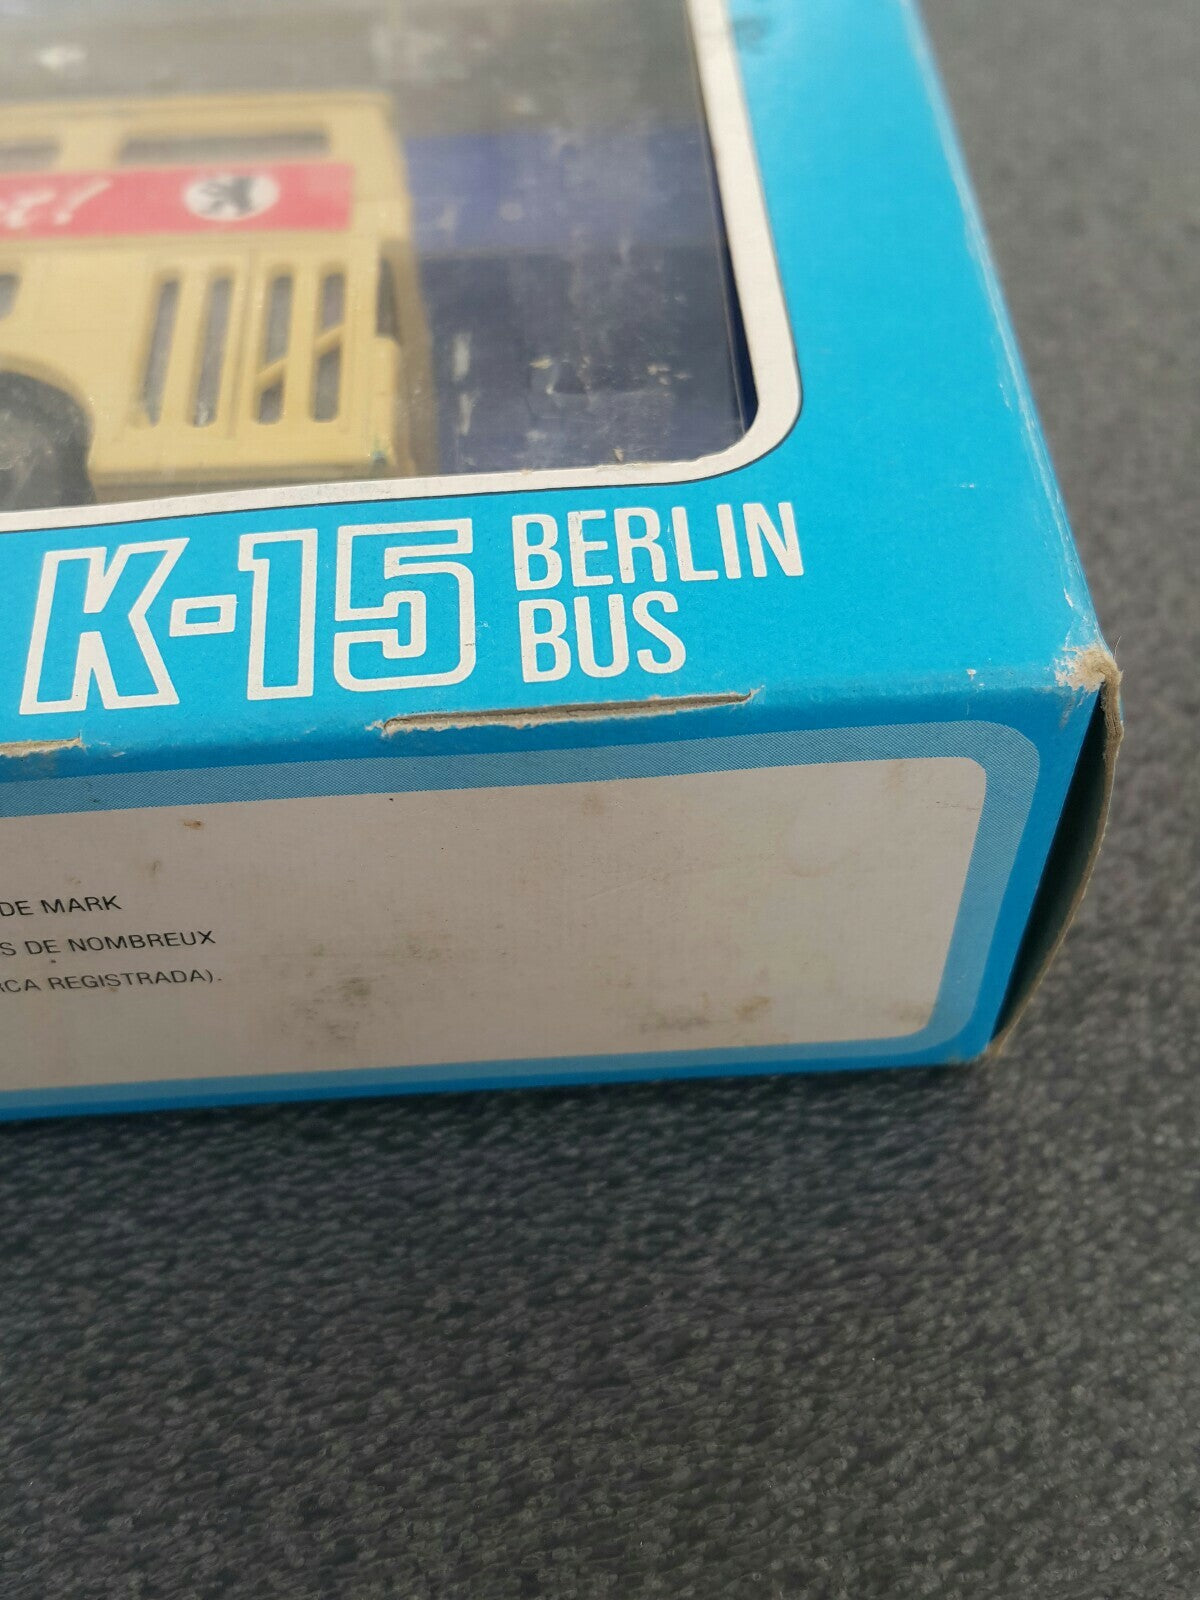 K-15 BERLIN
BUS
DE MARK
S DE NOMBREUX
RCA REGISTRADA).